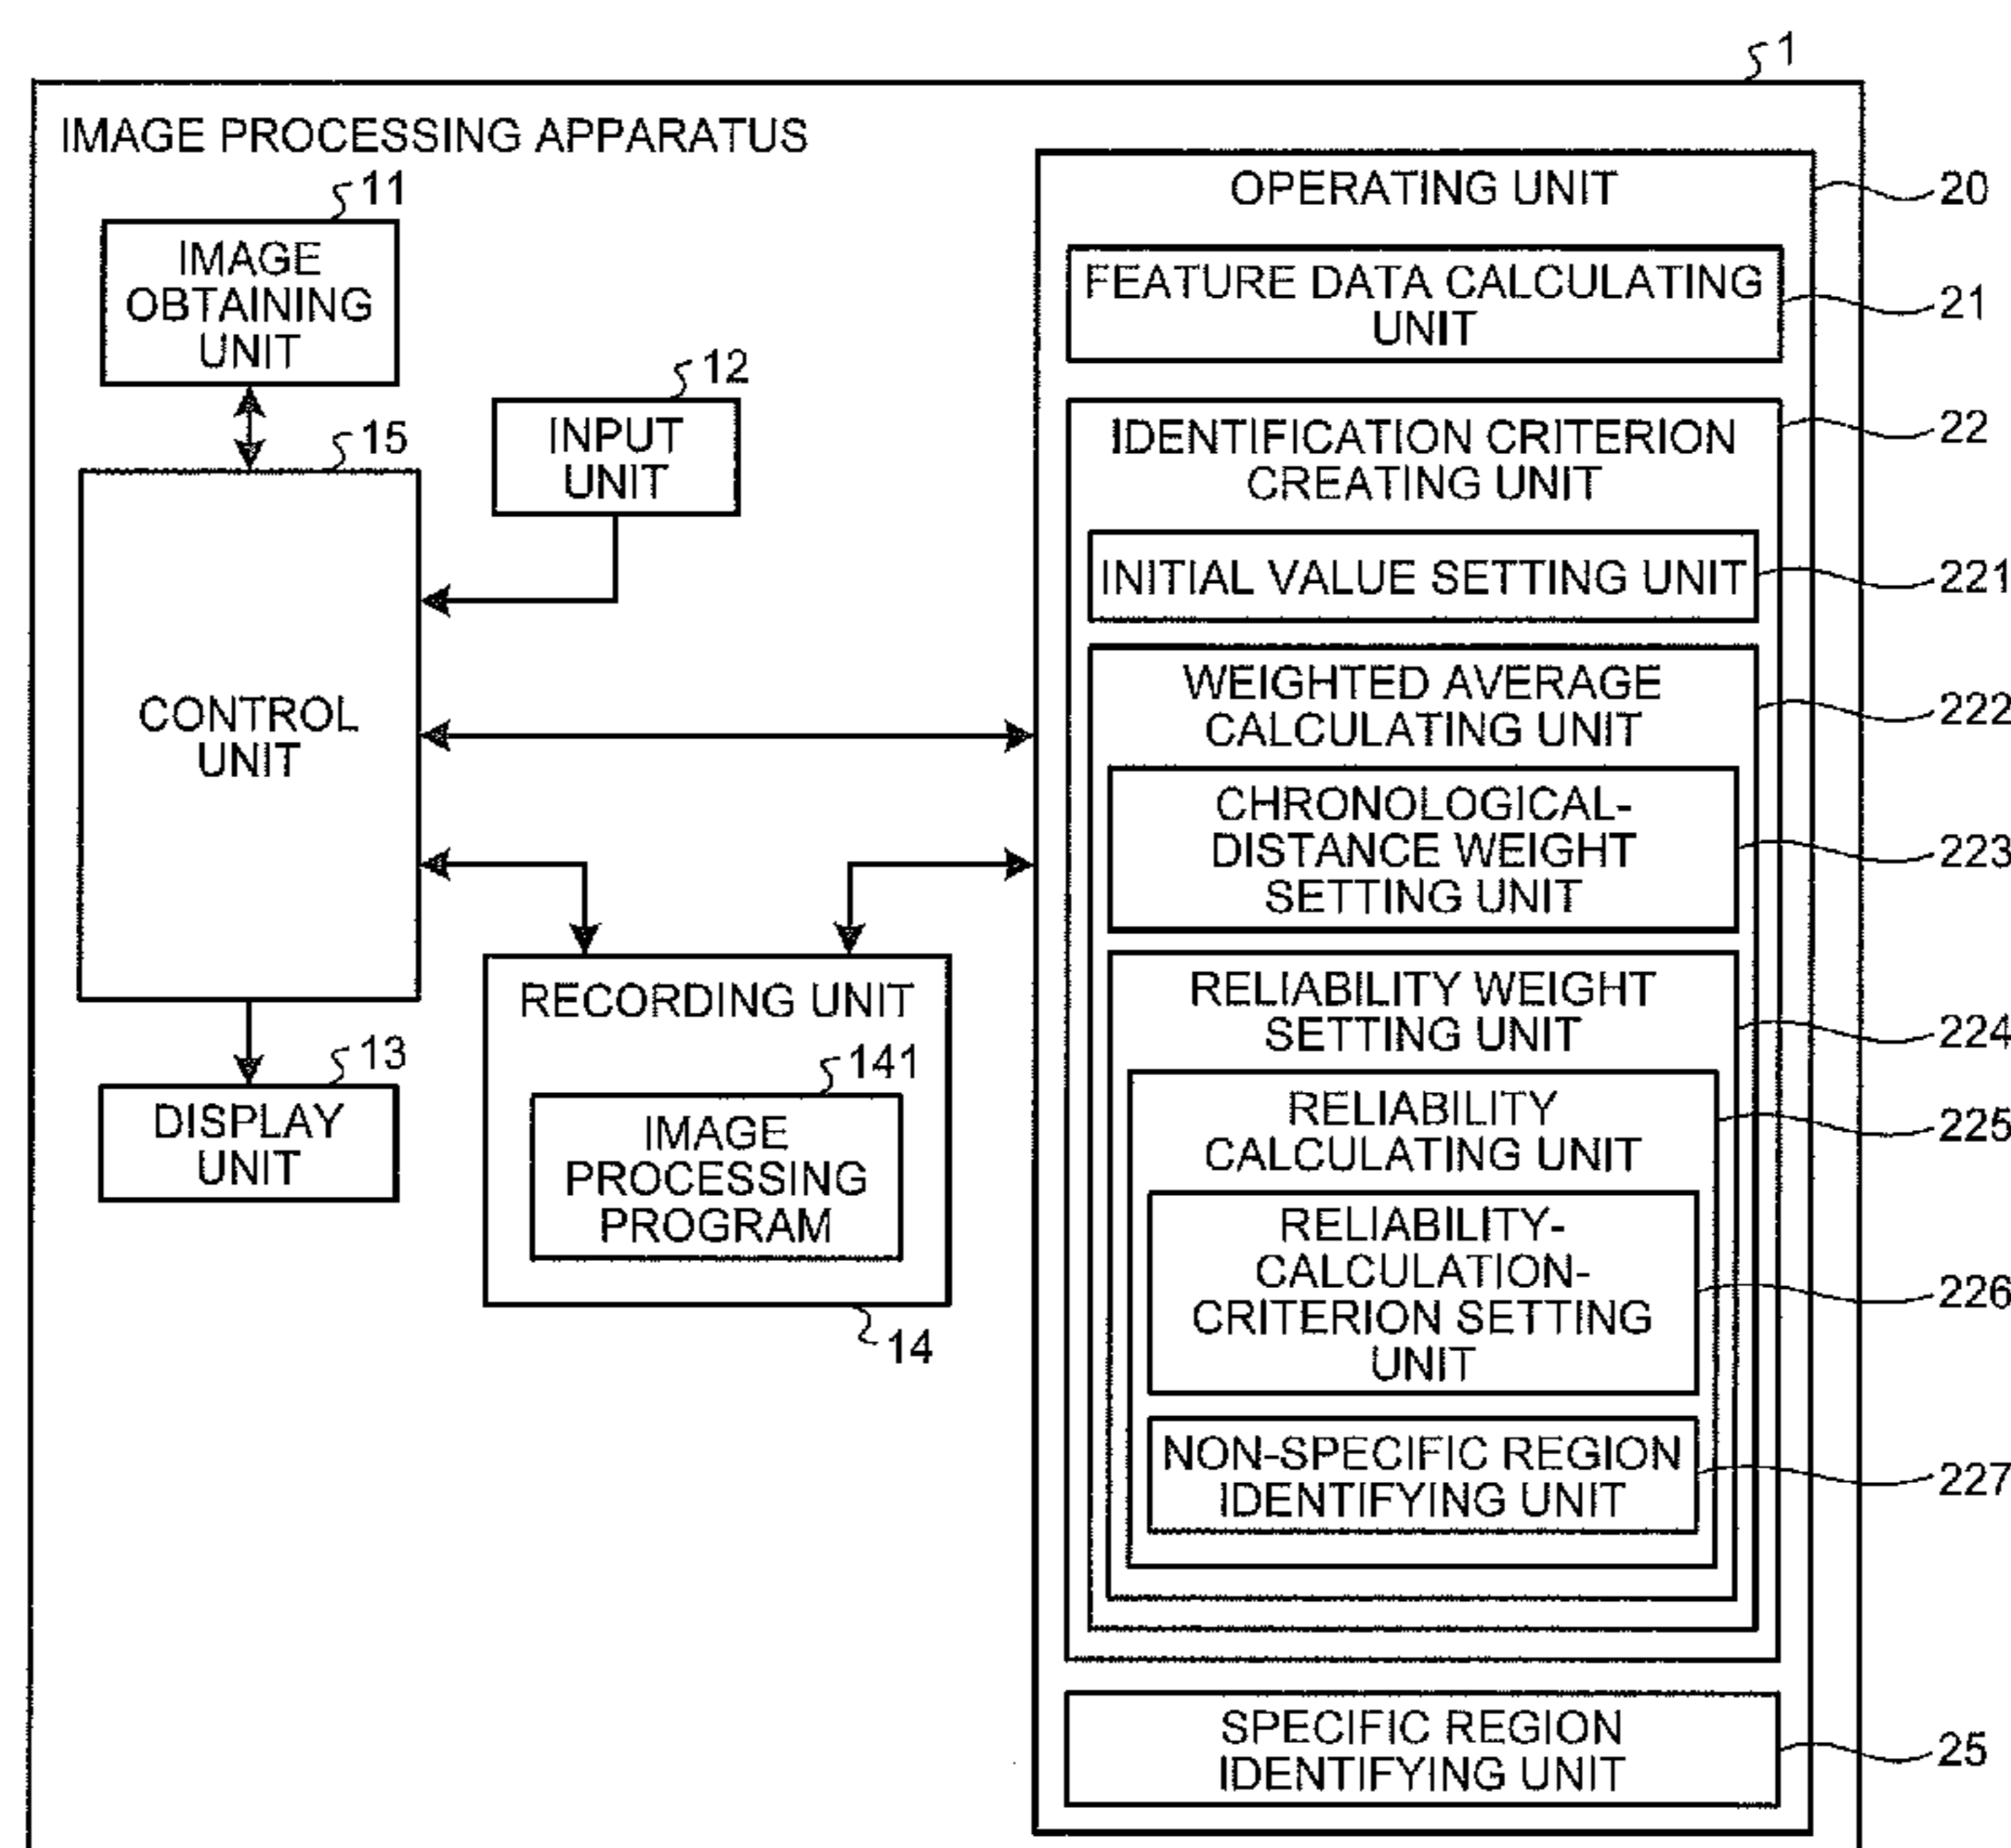 1
IMAGE PROCESSING APPARATUS
11
IMAGE
OBTAINING
UNIT
12
INPUT
UNIT
15
CONTROL
UNIT
13
DISPLAY
UNIT
RECORDING UNIT
141
IMAGE
PROCESSING
PROGRAM
14
OPERATING UNIT
20
FEATURE DATA CALCULATING
UNIT
21
IDENTIFICATION CRITERION
CREATING UNIT
22
INITIAL VALUE SETTING UNIT
221
WEIGHTED AVERAGE
CALCULATING UNIT
222
CHRONOLOGICAL-
DISTANCE WEIGHT
SETTING UNIT
223
RELIABILITY WEIGHT
SETTING UNIT
224
RELIABILITY
CALCULATING UNIT
225
RELIABILITY-
CALCULATION-
CRITERION SETTING
UNIT
226
NON-SPECIFIC REGION
IDENTIFYING UNIT
227
SPECIFIC REGION
IDENTIFYING UNIT
25